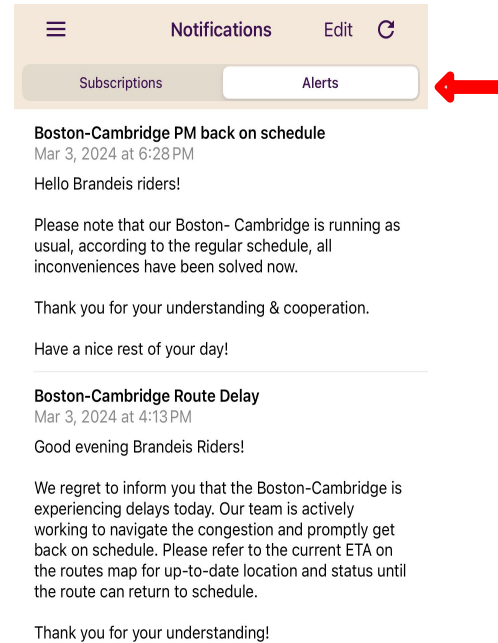 Notifications Edit
Subscriptions Alerts
Boston-Cambridge PM back on schedule
Mar 3, 2024 at 6:28 PM
Hello Brandeis riders!
Please note that our Boston- Cambridge is running as
usual, according to the regular schedule, all
inconveniences have been solved now.
Thank you for your understanding & cooperation.
Have a nice rest of your day!
Boston-Cambridge Route Delay
Mar 3, 2024 at 4:13 PM
Good evening Brandeis Riders!
We regret to inform you that the Boston-Cambridge is
experiencing delays today. Our team is actively
working to navigate the congestion and promptly get
back on schedule. Please refer to the current ETA on
the routes map for up-to-date location and status until
the route can return to schedule.
Thank you for your understanding!